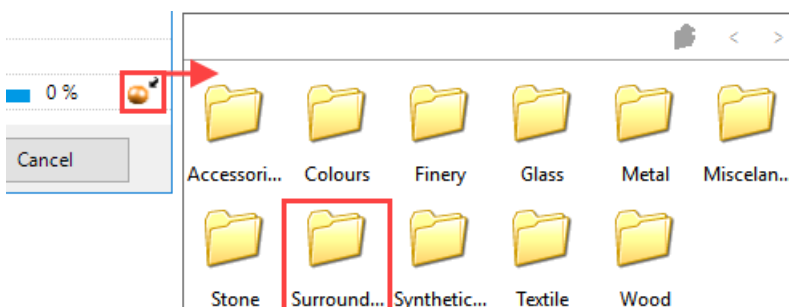 < >
0 %
Cancel
Accessori... Colours Finery Glass Metal Miscelan...
Stone Surround... Synthetic... Textile Wood